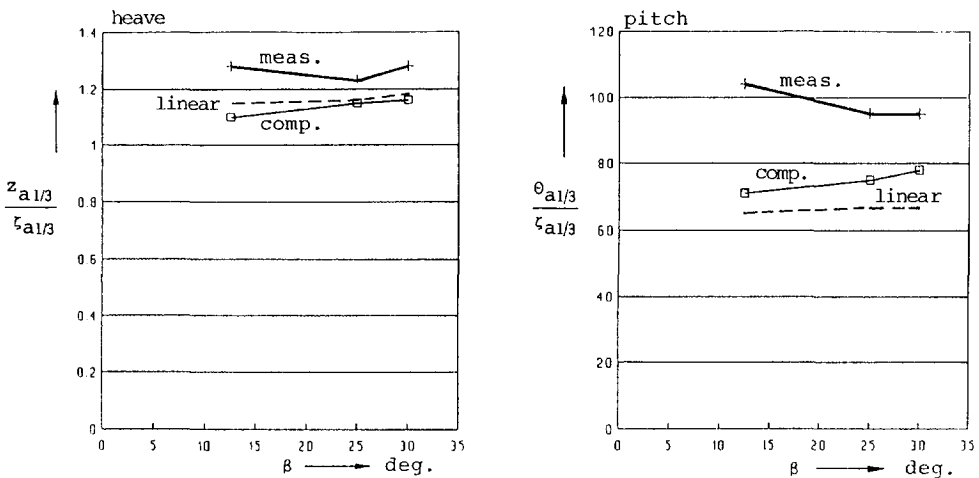 heave
1.4
1.2
1
0.8
0.6
0.4
0.2
0
meas.
linear
comp.
z a1/3
ζ a1/3
0 5 10 15 20 25 30 35
β deg.
pitch
120
100
80
60
40
20
0
meas.
comp.
linear
θ a1/3
ζ a1/3
0 5 10 15 20 25 30 35
β deg.